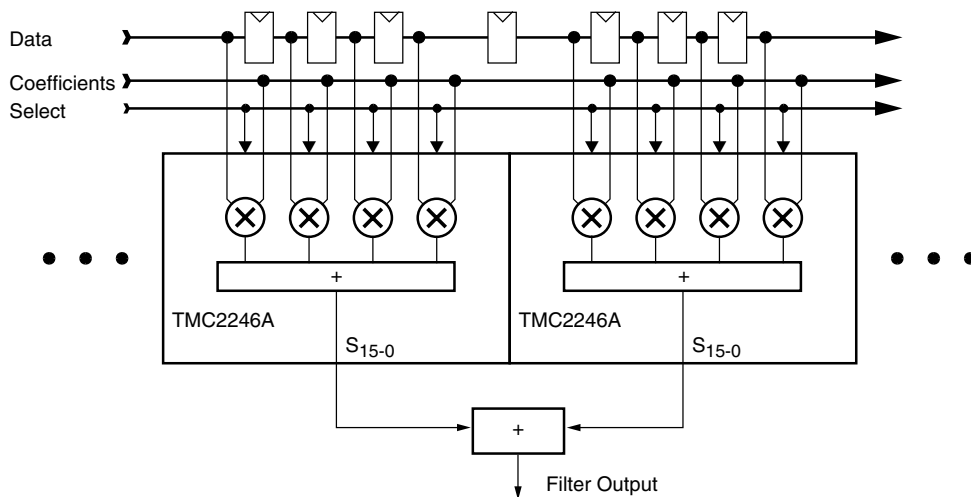 Data
Coefficients
Select
+
+
TMC2246A
TMC2246A
S15-0
S15-0
+
Filter Output